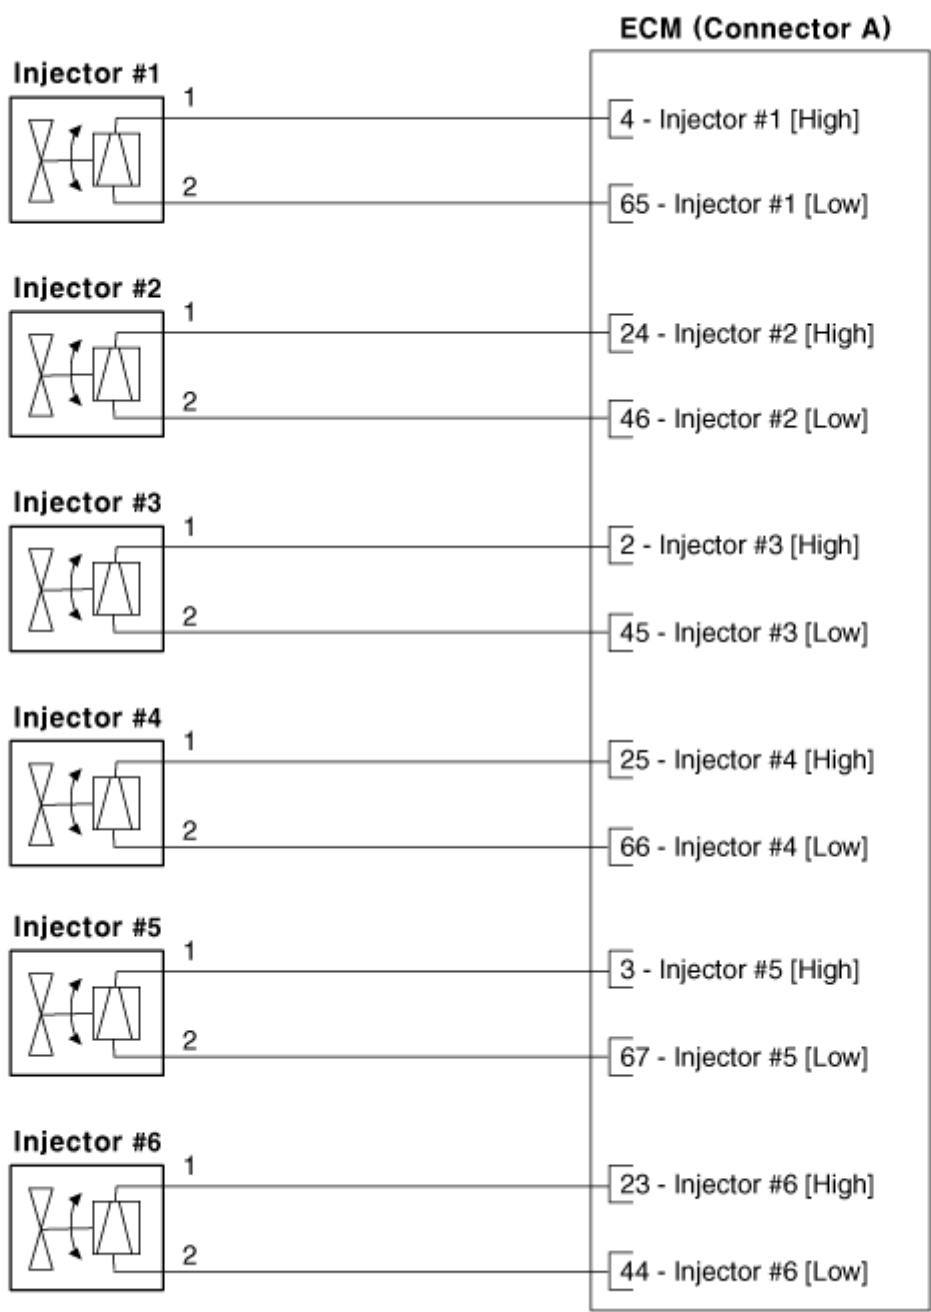 ECM (Connector A)
Injector #1
1
4 - Injector #1 [High]
2
65 - Injector #1 [Low]
Injector #2
1
24 - Injector #2 [High]
2
46 - Injector #2 [Low]
Injector #3
1
2 - Injector #3 [High]
2
45 - Injector #3 [Low]
Injector #4
1
25 - Injector #4 [High]
2
66 - Injector #4 [Low]
Injector #5
1
3 - Injector #5 [High]
2
67 - Injector #5 [Low]
Injector #6
1
23 - Injector #6 [High]
2
44 - Injector #6 [Low]